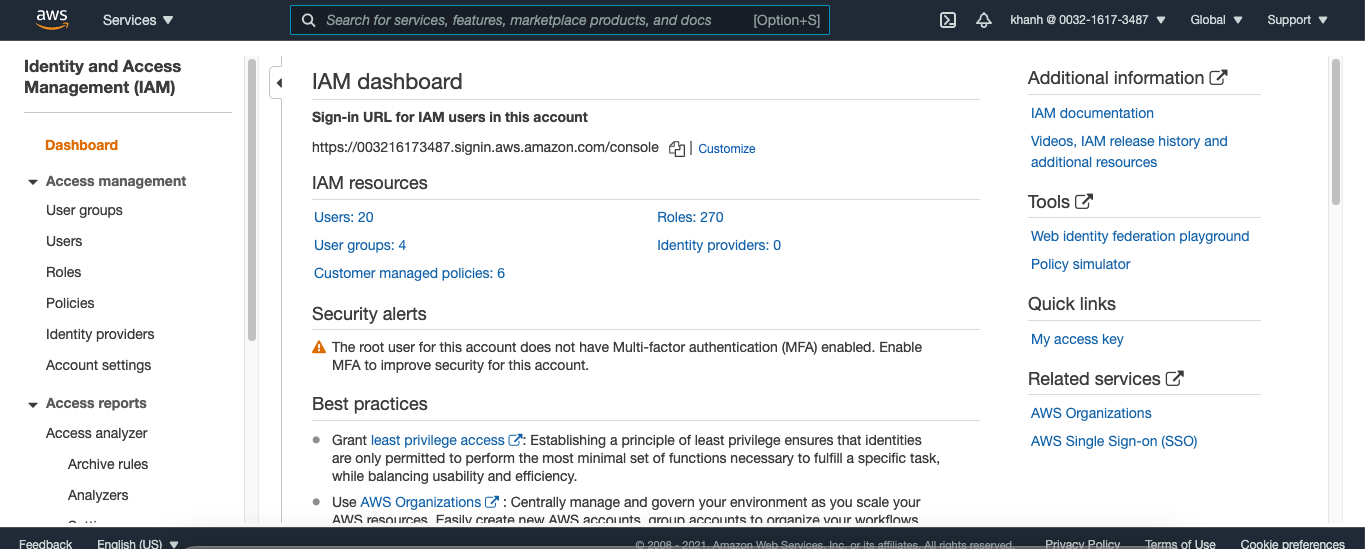 aws
Services ▼
Search for services, features, marketplace products, and docs [Option+S]
khanh @ 0032-1617-3487 ▼
Global ▼
Support ▼
Identity and Access
Management (IAM)
Dashboard
Access management
User groups
Users
Roles
Policies
Identity providers
Account settings
Access reports
Access analyzer
Archive rules
Analyzers
IAM dashboard
Sign-in URL for IAM users in this account
https://003216173487.signin.aws.amazon.com/console | Customize
IAM resources
Users: 20
Roles: 270
User groups: 4
Identity providers: 0
Customer managed policies: 6
Security alerts
The root user for this account does not have Multi-factor authentication (MFA) enabled. Enable
MFA to improve security for this account.
Best practices
• Grant least privilege access : Establishing a principle of least privilege ensures that identities
are only permitted to perform the most minimal set of functions necessary to fulfill a specific task,
while balancing usability and efficiency.
• Use AWS Organizations : Centrally manage and govern your environment as you scale your
AWS resources. Easily create new AWS accounts, group accounts to organize your workflows,
Additional information
IAM documentation
Videos, IAM release history and
additional resources
Tools
Web identity federation playground
Policy simulator
Quick links
My access key
Related services
AWS Organizations
AWS Single Sign-on (SSO)
Feedback
English (US) ▼
© 2008 - 2021, Amazon Web Services, Inc. or its affiliates. All rights reserved.
Privacy Policy
Terms of Use
Cookie preferences